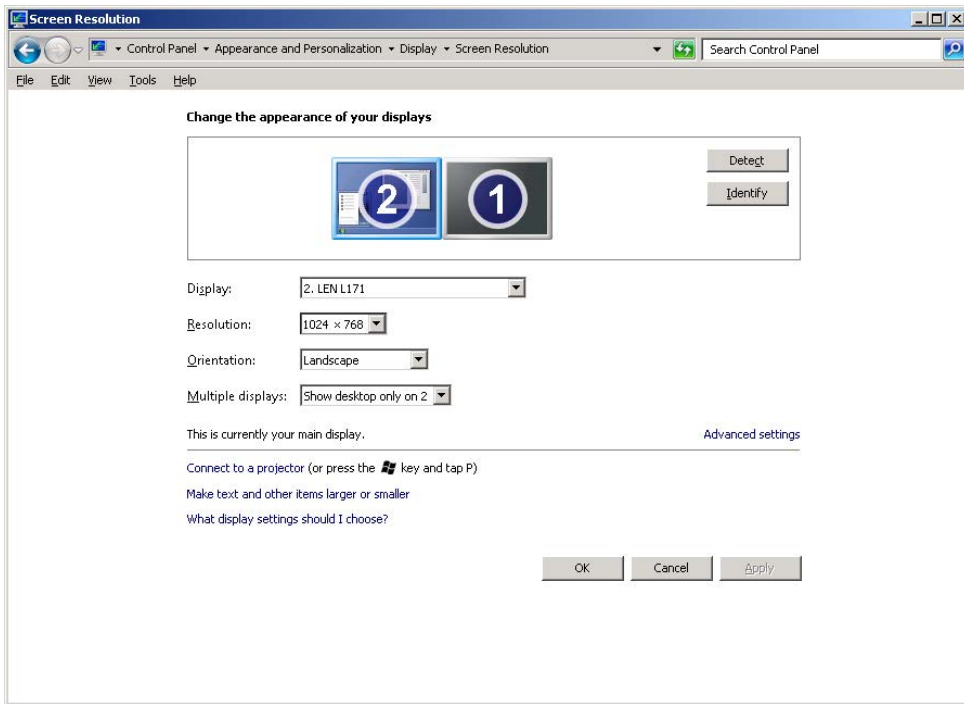 Screen Resolution
Control Panel Appearance and Personalization Display Screen Resolution
Search Control Panel
File Edit View Tools Help
Change the appearance of your displays
2 1
Detect
Identify
Display: 2. LEN L171
Resolution: 1024 × 768
Orientation: Landscape
Multiple displays: Show desktop only on 2
This is currently your main display. Advanced settings
Connect to a projector (or press the key and tap P)
Make text and other items larger or smaller
What display settings should I choose?
OK Cancel Apply